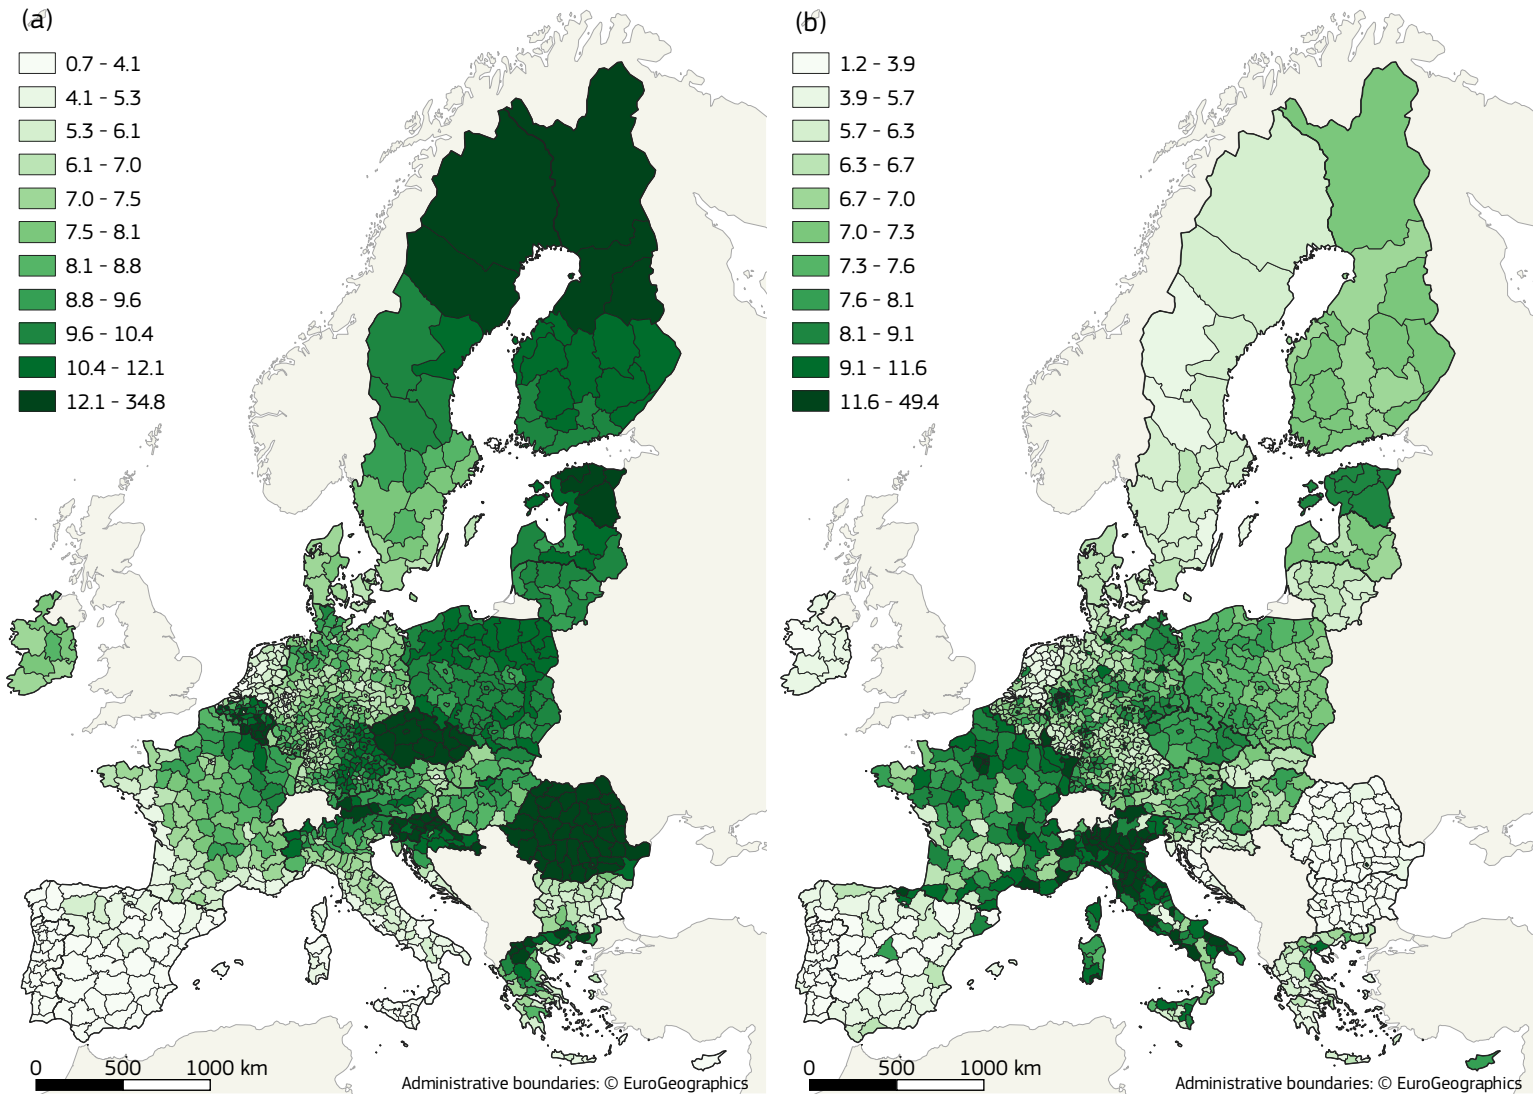 (a)
0.7 - 4.1
4.1 - 5.3
5.3 - 6.1
6.1 - 7.0
7.0 - 7.5
7.5 - 8.1
8.1 - 8.8
8.8 - 9.6
9.6 - 10.4
10.4 - 12.1
12.1 - 34.8
0 500 1000 km
Administrative boundaries: © EuroGeographics
(b)
1.2 - 3.9
3.9 - 5.7
5.7 - 6.3
6.3 - 6.7
6.7 - 7.0
7.0 - 7.3
7.3 - 7.6
7.6 - 8.1
8.1 - 9.1
9.1 - 11.6
11.6 - 49.4
0 500 1000 km
Administrative boundaries: © EuroGeographics